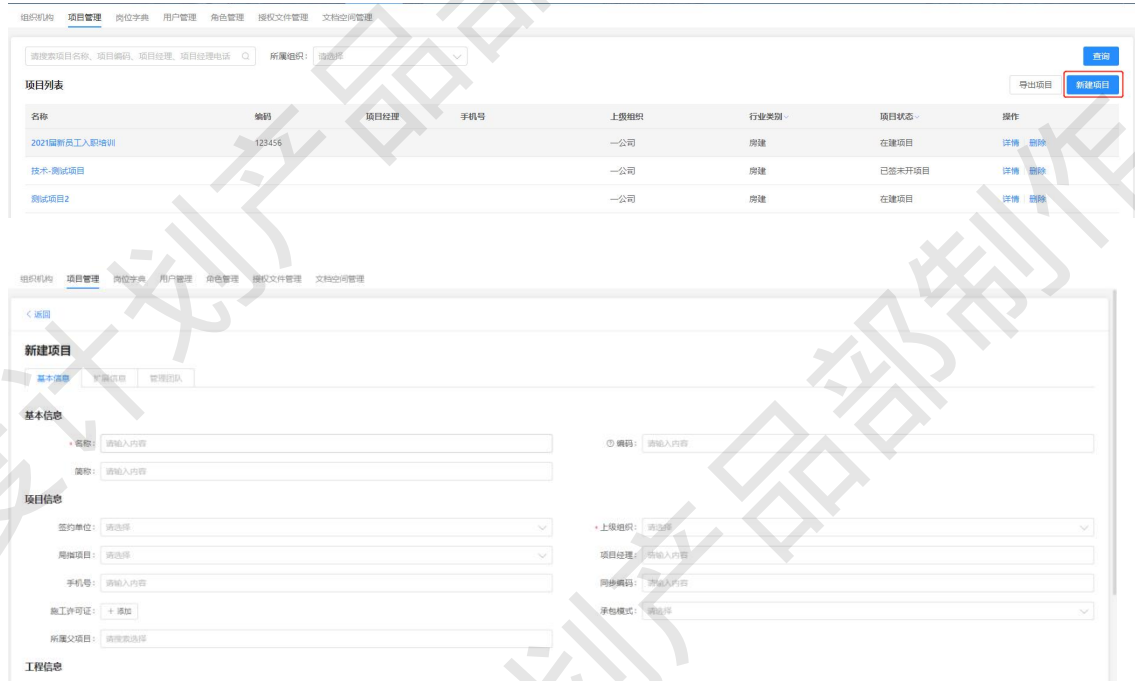 组织机构 项目管理 岗位字典 用户管理 角色管理 授权文件管理 文档空间管理
请搜索项目名称、项目编码、项目经理、项目经理电话 所属组织： 请选择 查询
项目列表 导出项目 新建项目
名称 编码 项目经理 手机号 上级组织 行业类别 项目状态 操作
2021届新员工入职培训 123456 一公司 房建 在建项目 详情 删除
技术-测试项目 一公司 房建 已签未开项目 详情 删除
测试项目2 一公司 房建 在建项目 详情 删除
组织机构 项目管理 岗位字典 用户管理 角色管理 授权文件管理 文档空间管理
< 返回
新建项目
基本信息 扩展信息 管理团队
基本信息
* 名称： 请输入内容 编码： 请输入内容
简称： 请输入内容
项目信息
签约单位： 请选择 * 上级组织： 请选择
局指项目： 请选择 项目经理： 请输入内容
手机号： 请输入内容 同步编码： 请输入内容
施工许可证： + 添加 承包模式： 请选择
所属父项目： 请搜索选择
工程信息
度计划产品部制作
划产品部